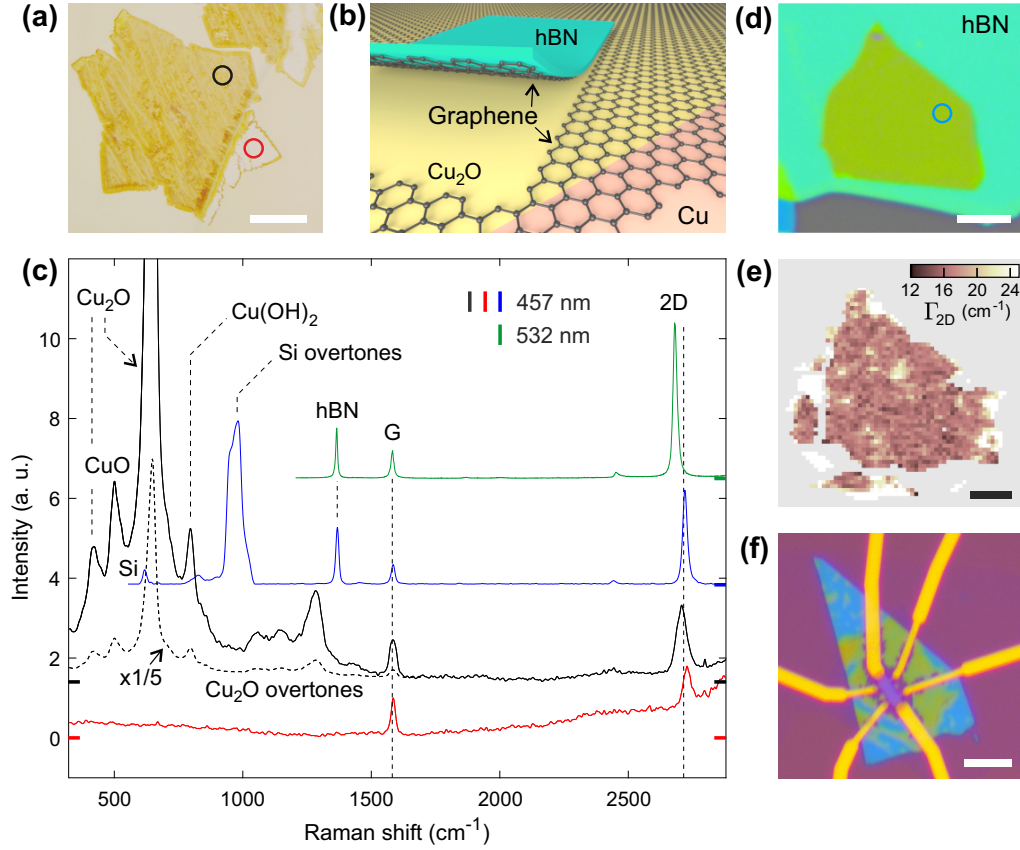 (a)
(b)
hBN
Graphene
Cu₂O
Cu
(d)
hBN
(c)
Cu₂O
Cu(OH)₂
Si overtones
457 nm
532 nm
2D
hBN
G
CuO
Si
x1/5
Cu₂O overtones
10
8
6
4
2
0
Intensity (a. u.)
500
1000
1500
2000
2500
Raman shift (cm⁻¹)
(e)
12 16 20 24
Γ₂D (cm⁻¹)
(f)